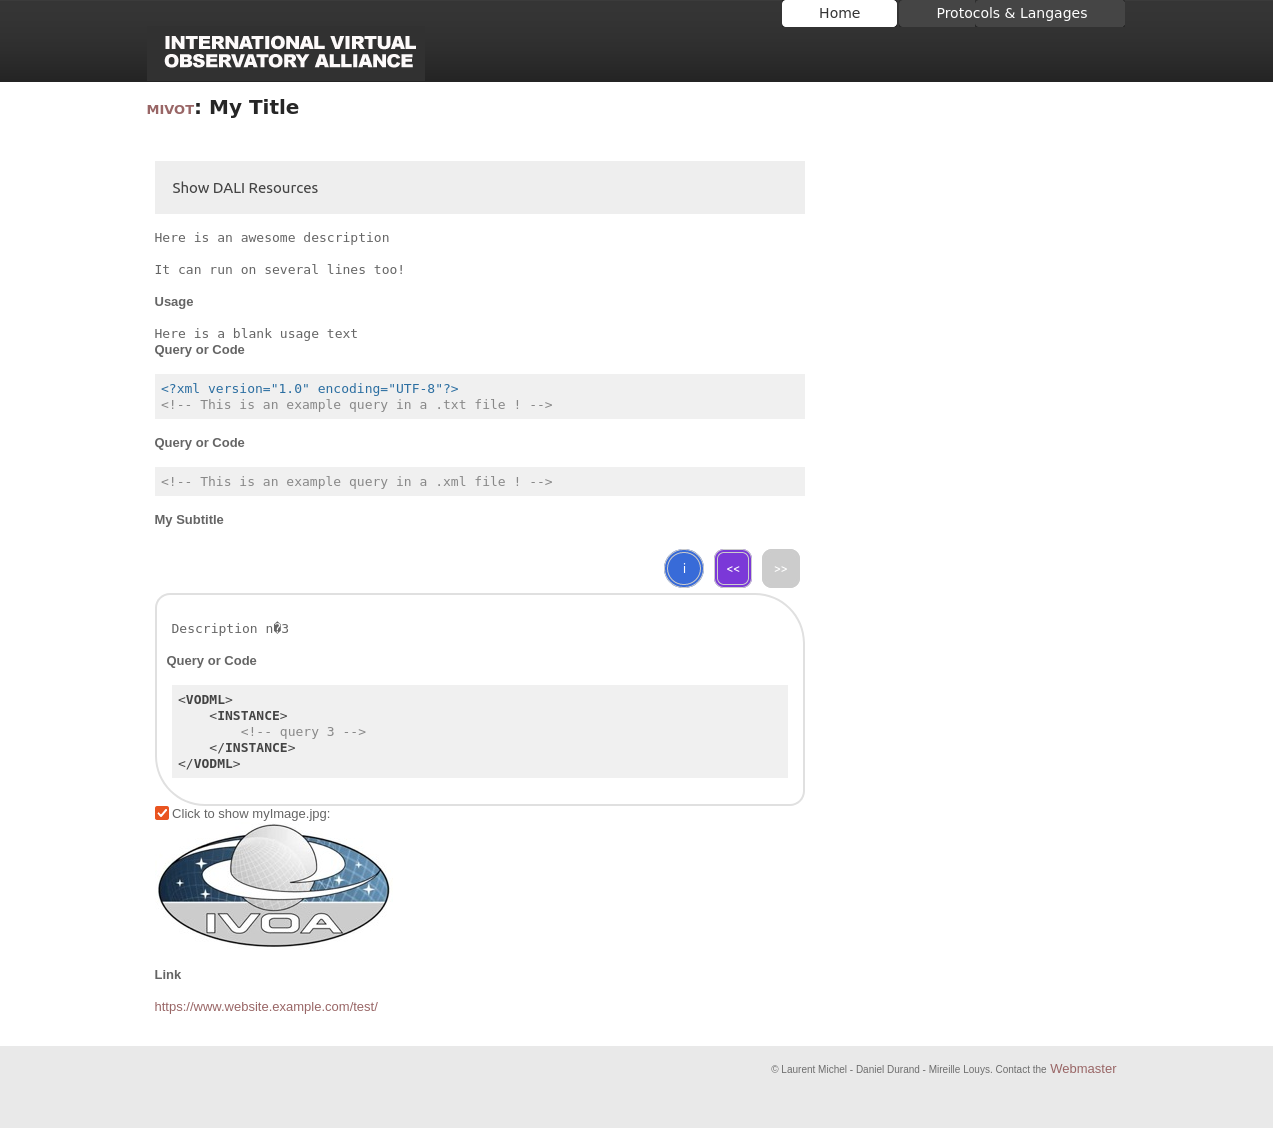 Home
Protocols & Langages
INTERNATIONAL VIRTUAL
OBSERVATORY ALLIANCE
MIVOT: My Title
Show DALI Resources
Here is an awesome description
It can run on several lines too!
Usage
Here is a blank usage text
Query or Code
<?xml version="1.0" encoding="UTF-8"?>
<!-- This is an example query in a .txt file ! -->
Query or Code
<!-- This is an example query in a .xml file ! -->
My Subtitle
i
<<
>>
Description n�3
Query or Code
<VODML>
    <INSTANCE>
        <!-- query 3 -->
    </INSTANCE>
</VODML>
Click to show myImage.jpg:
IVOA
Link
https://www.website.example.com/test/
© Laurent Michel - Daniel Durand - Mireille Louys. Contact the Webmaster